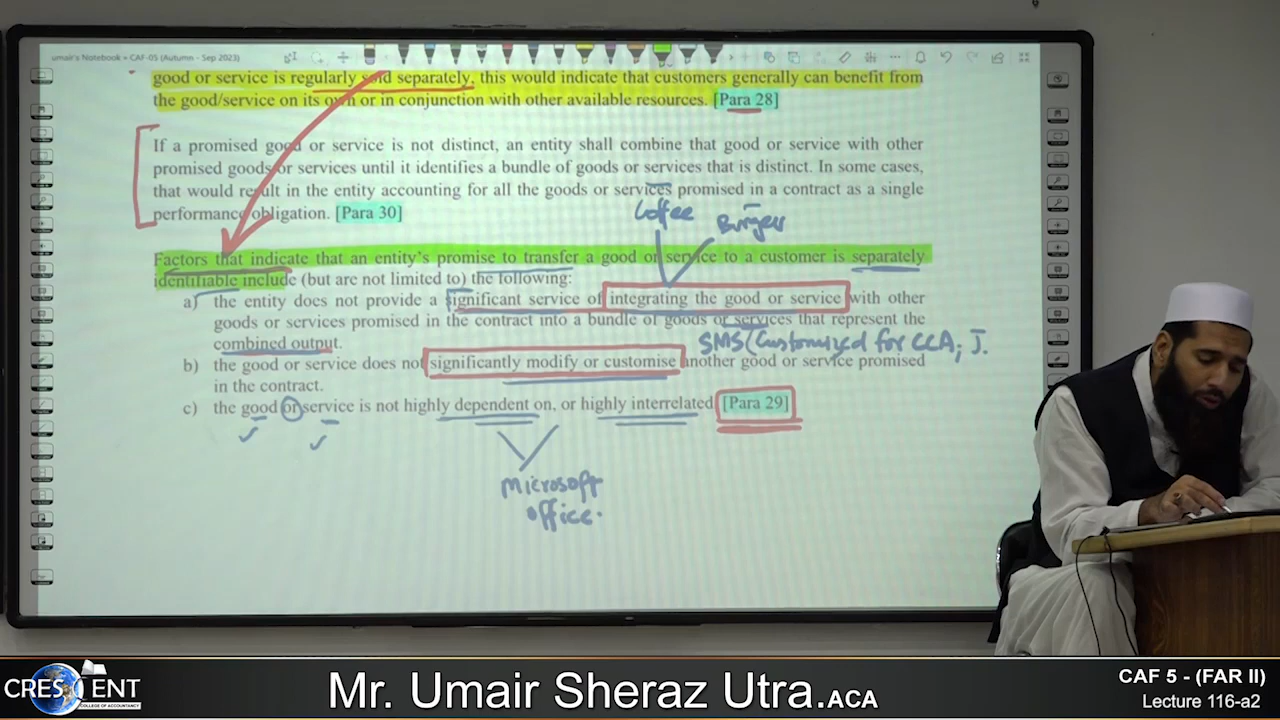 umair's Notebook » CAF-05 (Autumn - Sep 2023)
good or service is regularly sold separately, this would indicate that customers generally can benefit from
the good/service on its own or in conjunction with other available resources. [Para 28]
If a promised good or service is not distinct, an entity shall combine that good or service with other
promised goods or services until it identifies a bundle of goods or services that is distinct. In some cases,
that would result in the entity accounting for all the goods or services promised in a contract as a single
performance obligation. [Para 30]
Coffee Burger
Factors that indicate that an entity's promise to transfer a good or service to a customer is separately
identifiable include (but are not limited to) the following:
a) the entity does not provide a significant service of integrating the good or service with other
goods or services promised in the contract into a bundle of goods or services that represent the
combined output.
SMS (Customized for CCA, J.
b) the good or service does not significantly modify or customise another good or service promised
in the contract.
c) the good or service is not highly dependent on, or highly interrelated [Para 29]
Microsoft
office.
CRESCENT
COLLEGE OF ACCOUNTANCY
Mr. Umair Sheraz Utra.ACA
CAF 5 - (FAR II)
Lecture 116-a2